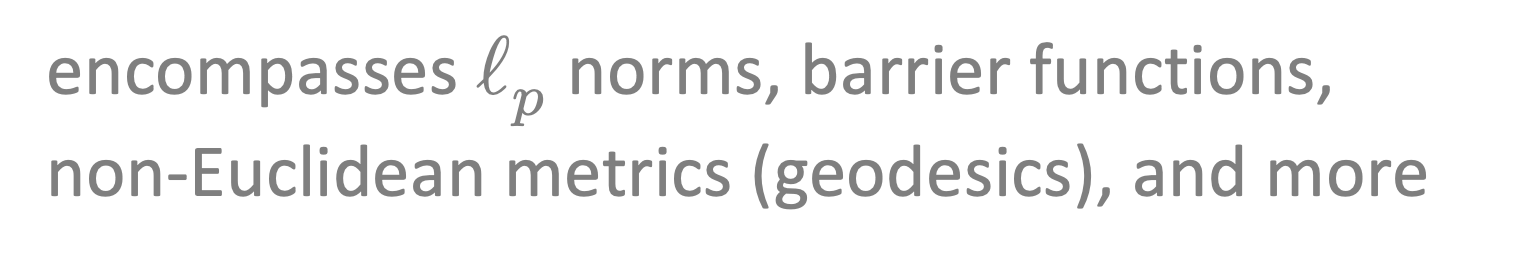 encompasses ℓ_p norms, barrier functions,
non-Euclidean metrics (geodesics), and more